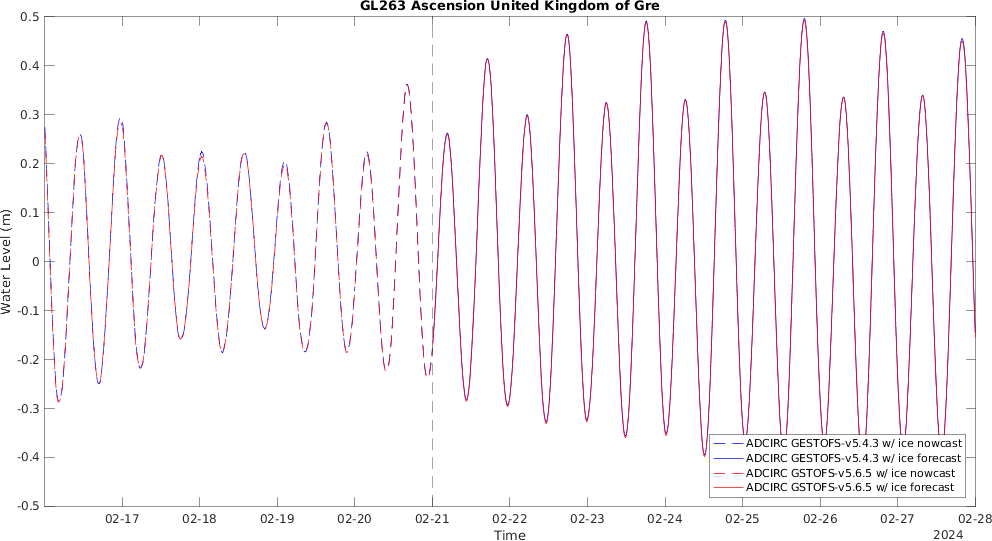 GL263 Ascension United Kingdom of Gre
0.5
0.4
0.3
0.2
0.1
0
-0.1
-0.2
-0.3
-0.4
-0.5
Water Level (m)
ADCIRC GESTOFS-v5.4.3 w/ ice nowcast
ADCIRC GESTOFS-v5.4.3 w/ ice forecast
ADCIRC GSTOFS-v5.6.5 w/ ice nowcast
ADCIRC GSTOFS-v5.6.5 w/ ice forecast
02-17 02-18 02-19 02-20 02-21 02-22 02-23 02-24 02-25 02-26 02-27 02-28
Time
2024